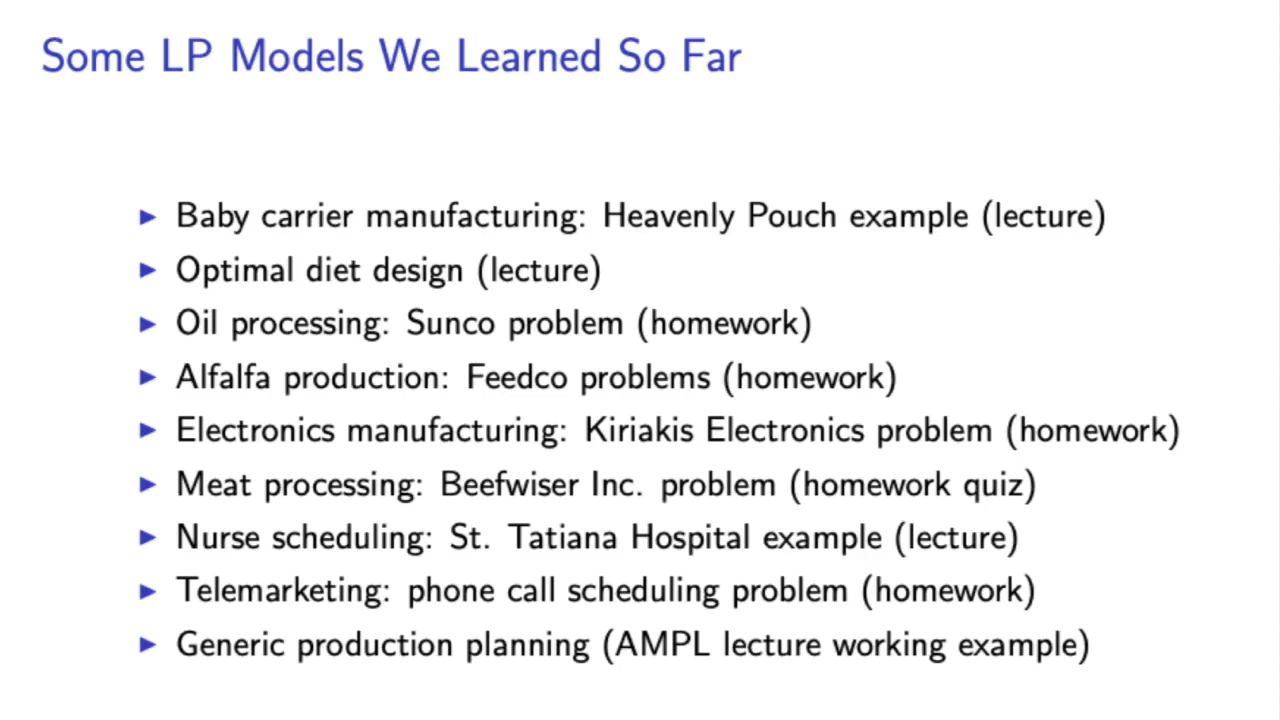 Some LP Models We Learned So Far
▶ Baby carrier manufacturing: Heavenly Pouch example (lecture)
▶ Optimal diet design (lecture)
▶ Oil processing: Sunco problem (homework)
▶ Alfalfa production: Feedco problems (homework)
▶ Electronics manufacturing: Kiriakis Electronics problem (homework)
▶ Meat processing: Beefwiser Inc. problem (homework quiz)
▶ Nurse scheduling: St. Tatiana Hospital example (lecture)
▶ Telemarketing: phone call scheduling problem (homework)
▶ Generic production planning (AMPL lecture working example)